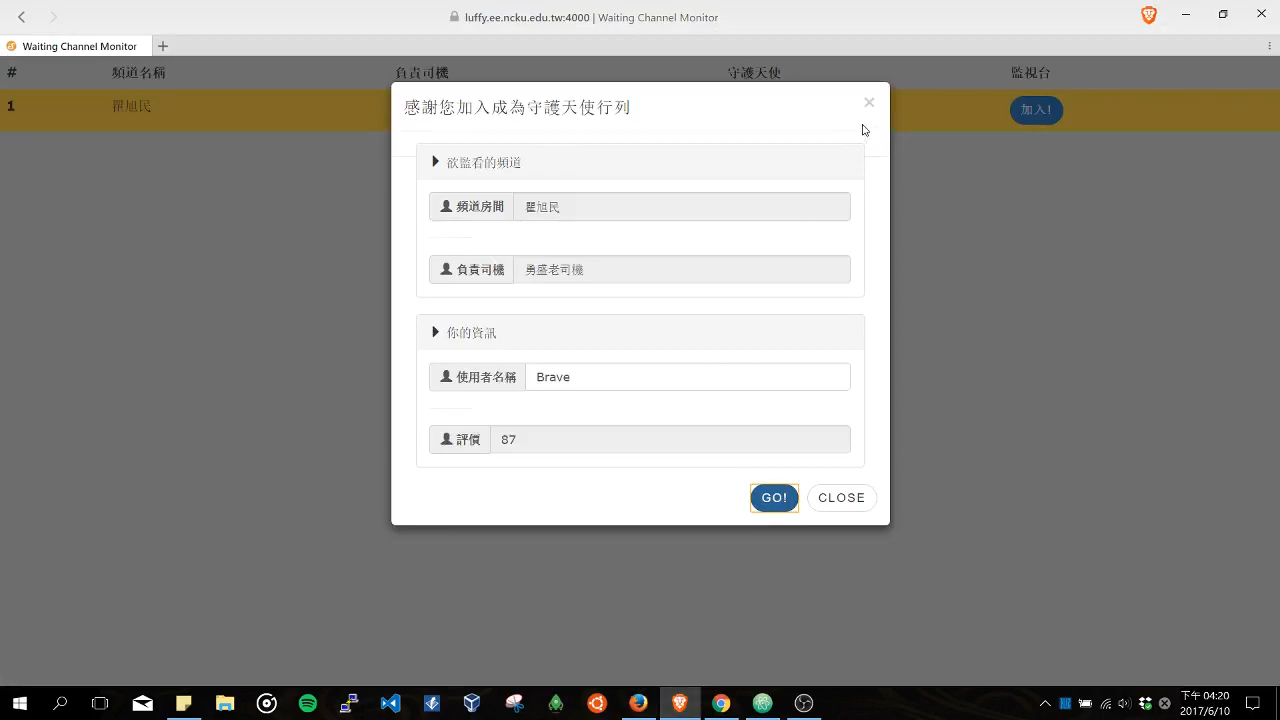 luffy.ee.ncku.edu.tw:4000 | Waiting Channel Monitor
Waiting Channel Monitor
# 頻道名稱 負責司機 守護天使 監視台
1 瞿旭民 加入!
感謝您加入成為守護天使行列
欲監看的頻道
頻道房間 瞿旭民
負責司機 勇盛老司機
你的資訊
使用者名稱 Brave
評價 87
GO! CLOSE
下午 04:20
2017/6/10